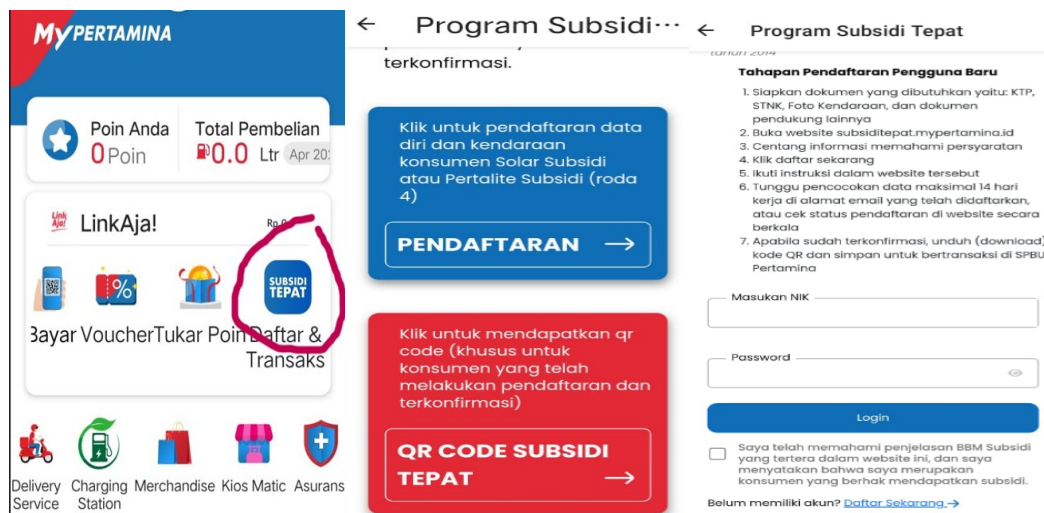 MyPERTAMINA
Poin Anda
0 Poin
Total Pembelian
0.0 Ltr Apr 202
LinkAja!
LinkAja!
Rp 0
SUBSIDI
TEPAT
Bayar Voucher Tukar Poin Daftar &
Transaks
Delivery
Service
Charging
Station
Merchandise
Kios Matic
Asurans
← Program Subsidi...
terkonfirmasi.
Klik untuk pendaftaran data
diri dan kendaraan
konsumen Solar Subsidi
atau Pertalite Subsidi (roda
4)
PENDAFTARAN →
Klik untuk mendapatkan qr
code (khusus untuk
konsumen yang telah
melakukan pendaftaran dan
terkonfirmasi)
QR CODE SUBSIDI
TEPAT →
← Program Subsidi Tepat
tahun 2014
Tahapan Pendaftaran Pengguna Baru
1. Siapkan dokumen yang dibutuhkan yaitu: KTP,
STNK, Foto Kendaraan, dan dokumen
pendukung lainnya
2. Buka website subsiditepat.mypertamina.id
3. Centang informasi memahami persyaratan
4. Klik daftar sekarang
5. Ikuti instruksi dalam website tersebut
6. Tunggu pencocokan data maksimal 14 hari
kerja di alamat email yang telah didaftarkan,
atau cek status pendaftaran di website secara
berkala
7. Apabila sudah terkonfirmasi, unduh (download)
kode QR dan simpan untuk bertransaksi di SPBU
Pertamina
Masukan NIK
Password
Login
Saya telah memahami penjelasan BBM Subsidi
yang tertera dalam website ini, dan saya
menyatakan bahwa saya merupakan
konsumen yang berhak mendapatkan subsidi.
Belum memiliki akun? Daftar Sekarang →